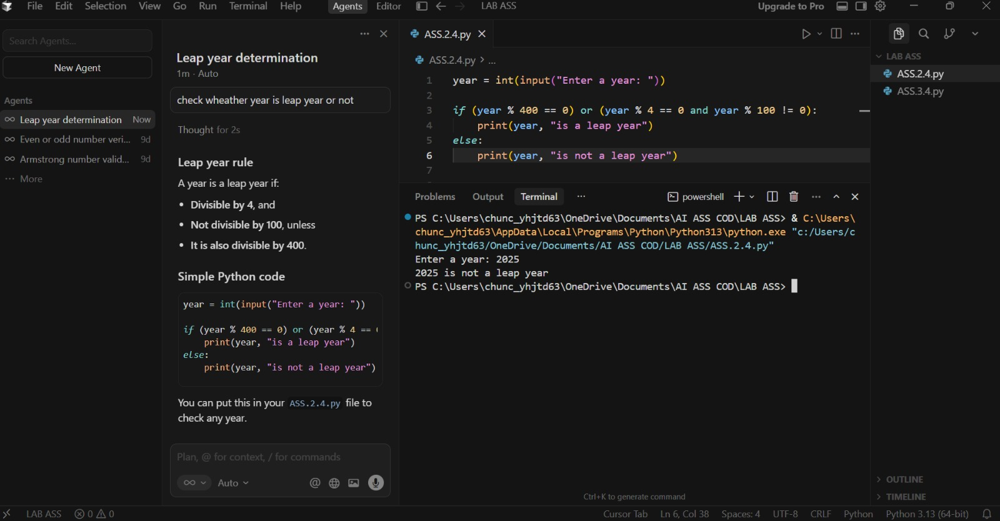 File Edit Selection View Go Run Terminal Help Agents Editor LAB ASS Upgrade to Pro
Search Agents...
New Agent
Agents
Leap year determination Now
Even or odd number veri... 9d
Armstrong number valid... 9d
More
Leap year determination
1m · Auto
check wheather year is leap year or not
Thought for 2s
Leap year rule
A year is a leap year if:
• Divisible by 4, and
• Not divisible by 100, unless
• It is also divisible by 400.
Simple Python code
year = int(input("Enter a year: "))
if (year % 400 == 0) or (year % 4 ==
print(year, "is a leap year")
else:
print(year, "is not a leap year")
You can put this in your ASS.2.4.py file to
check any year.
Plan, @ for context, / for commands
Auto
ASS.2.4.py
ASS.2.4.py > ...
1 year = int(input("Enter a year: "))
2
3 if (year % 400 == 0) or (year % 4 == 0 and year % 100 != 0):
4 print(year, "is a leap year")
5 else:
6 print(year, "is not a leap year")
7
Problems Output Terminal ... powershell
PS C:\Users\chunc_yhjtd63\OneDrive\Documents\AI ASS COD\LAB ASS> & C:\Users\
chunc_yhjtd63\AppData\Local\Programs\Python\Python313\python.exe "c:/Users/c
hunc_yhjtd63/OneDrive/Documents/AI ASS COD/LAB ASS/ASS.2.4.py"
Enter a year: 2025
2025 is not a leap year
PS C:\Users\chunc_yhjtd63\OneDrive\Documents\AI ASS COD\LAB ASS>
Ctrl+K to generate command
LAB ASS
ASS.2.4.py
ASS.3.4.py
OUTLINE
TIMELINE
LAB ASS 0 0 Cursor Tab Ln 6, Col 38 Spaces: 4 UTF-8 CRLF Python Python 3.13 (64-bit)